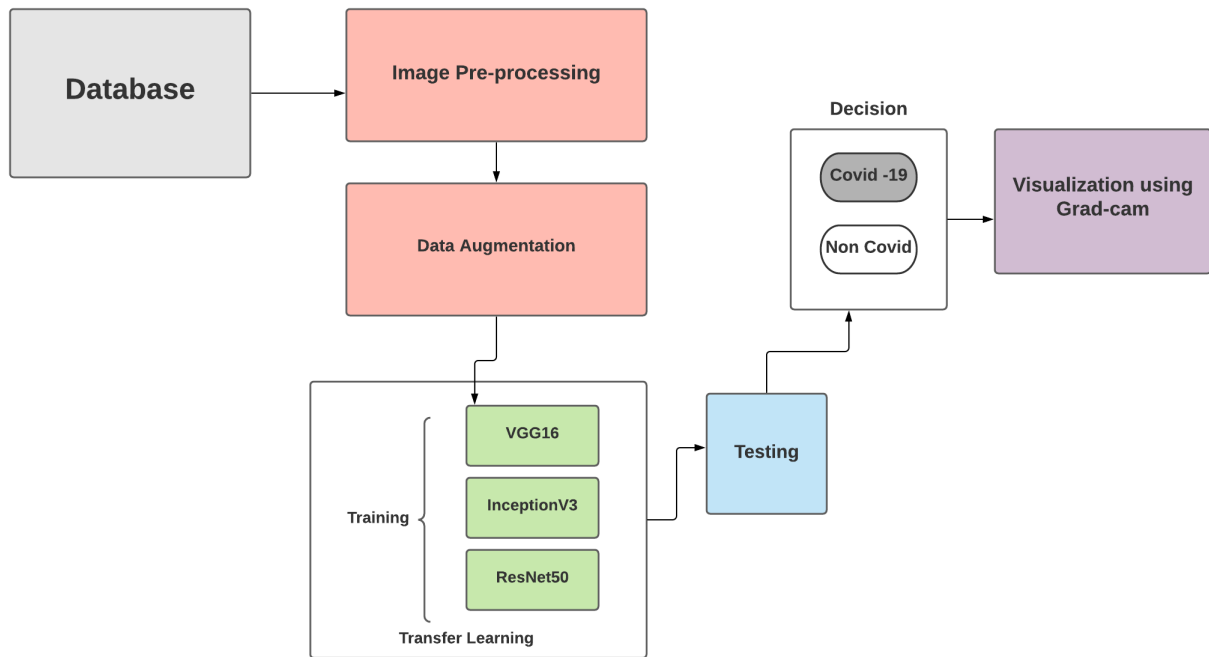 Database
Image Pre-processing
Data Augmentation
Training
VGG16
InceptionV3
ResNet50
Transfer Learning
Testing
Decision
Covid -19
Non Covid
Visualization using
Grad-cam